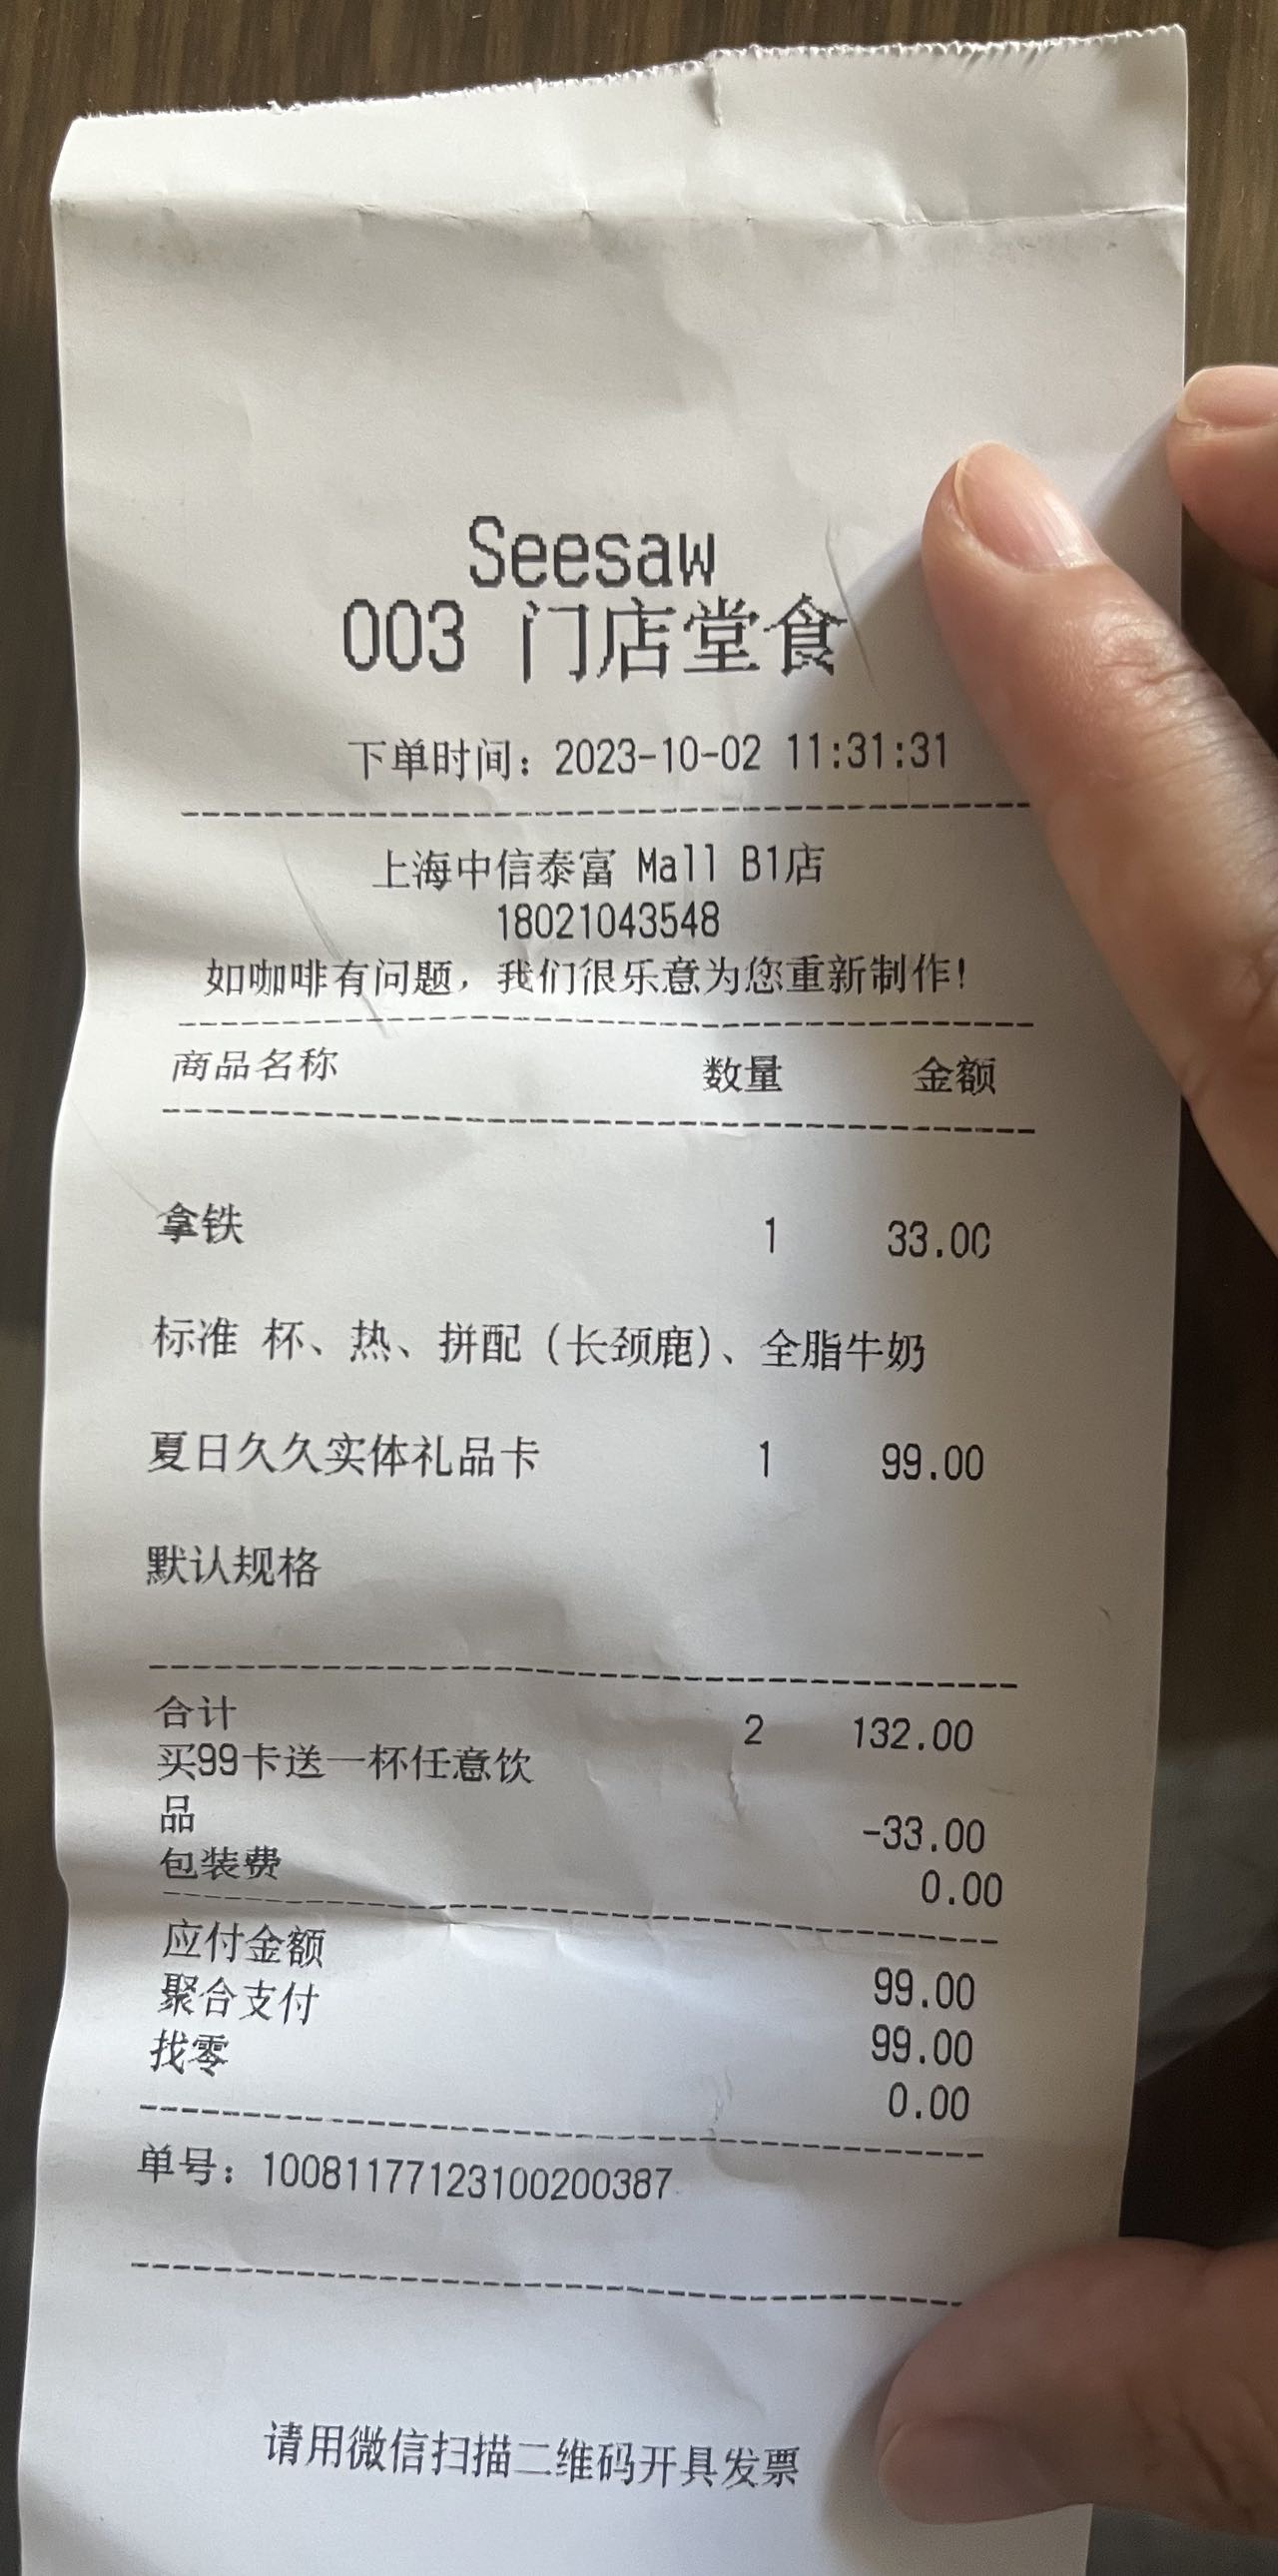 Seesaw
003 门店堂食
下单时间：2023-10-02 11:31:31
上海中信泰富 Mall B1店
18021043548
如咖啡有问题，我们很乐意为您重新制作！
商品名称 数量 金额
拿铁 1 33.00
标准 杯、热、拼配（长颈鹿）、全脂牛奶
夏日久久实体礼品卡 1 99.00
默认规格
合计 2 132.00
买99卡送一杯任意饮
品 -33.00
包装费 0.00
应付金额 99.00
聚合支付 99.00
找零 0.00
单号：10081177123100200387
请用微信扫描二维码开具发票